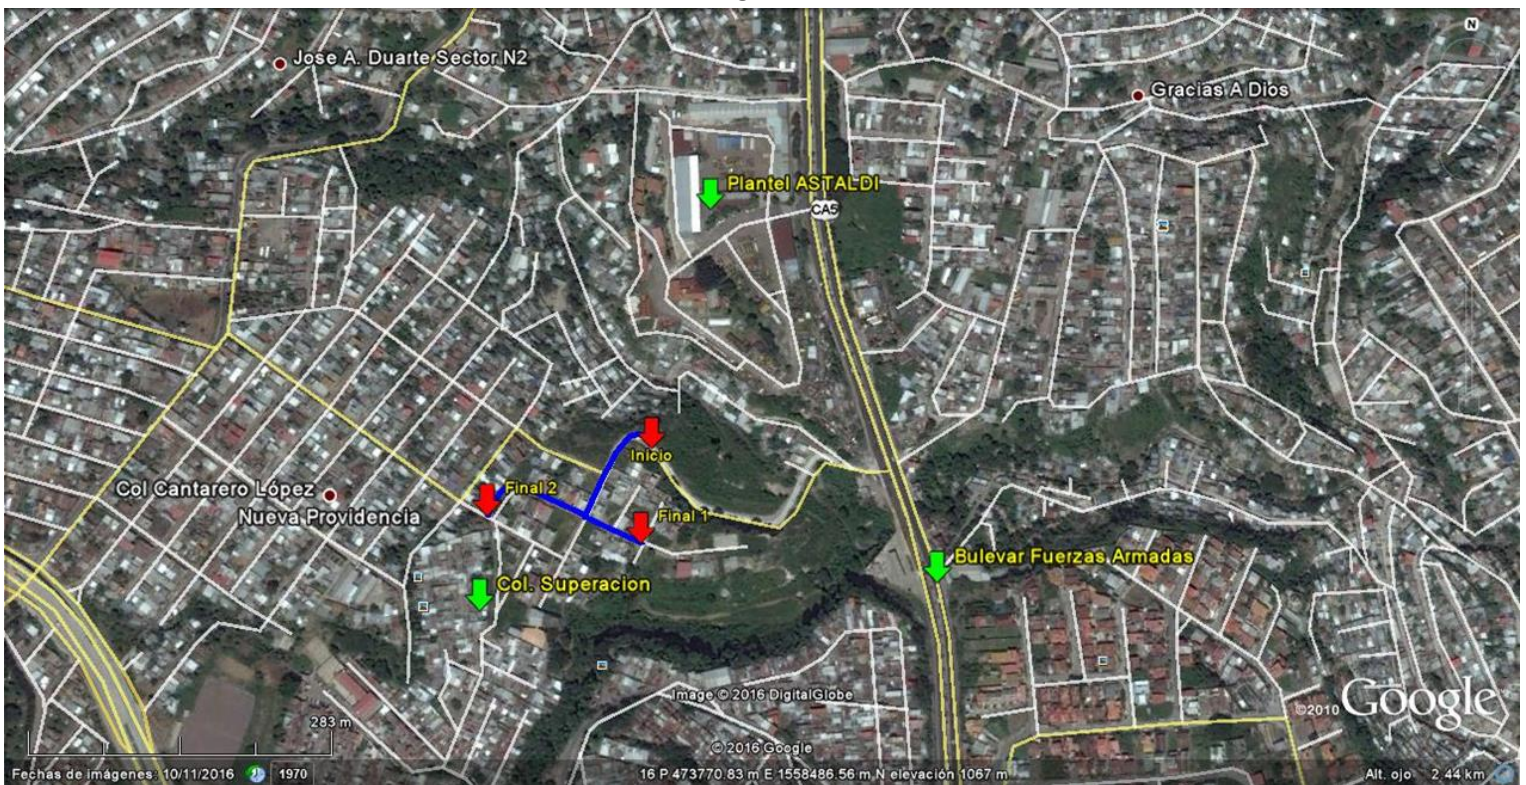 N
Jose A. Duarte Sector N2
Gracias A Dios
Plantel ASTALDI
CA5
Inicio
Final 2
Col Cantarero López
Nueva Providencia
Final 1
Bulevar Fuerzas Armadas
Col. Superacion
Image © 2016 DigitalGlobe
©2010 Google
283 m
© 2016 Google
Fechas de imágenes: 10/11/2016 1970 16 P 473770.83 m E 1558486.56 m N elevación 1067 m Alt. ojo 2.44 km